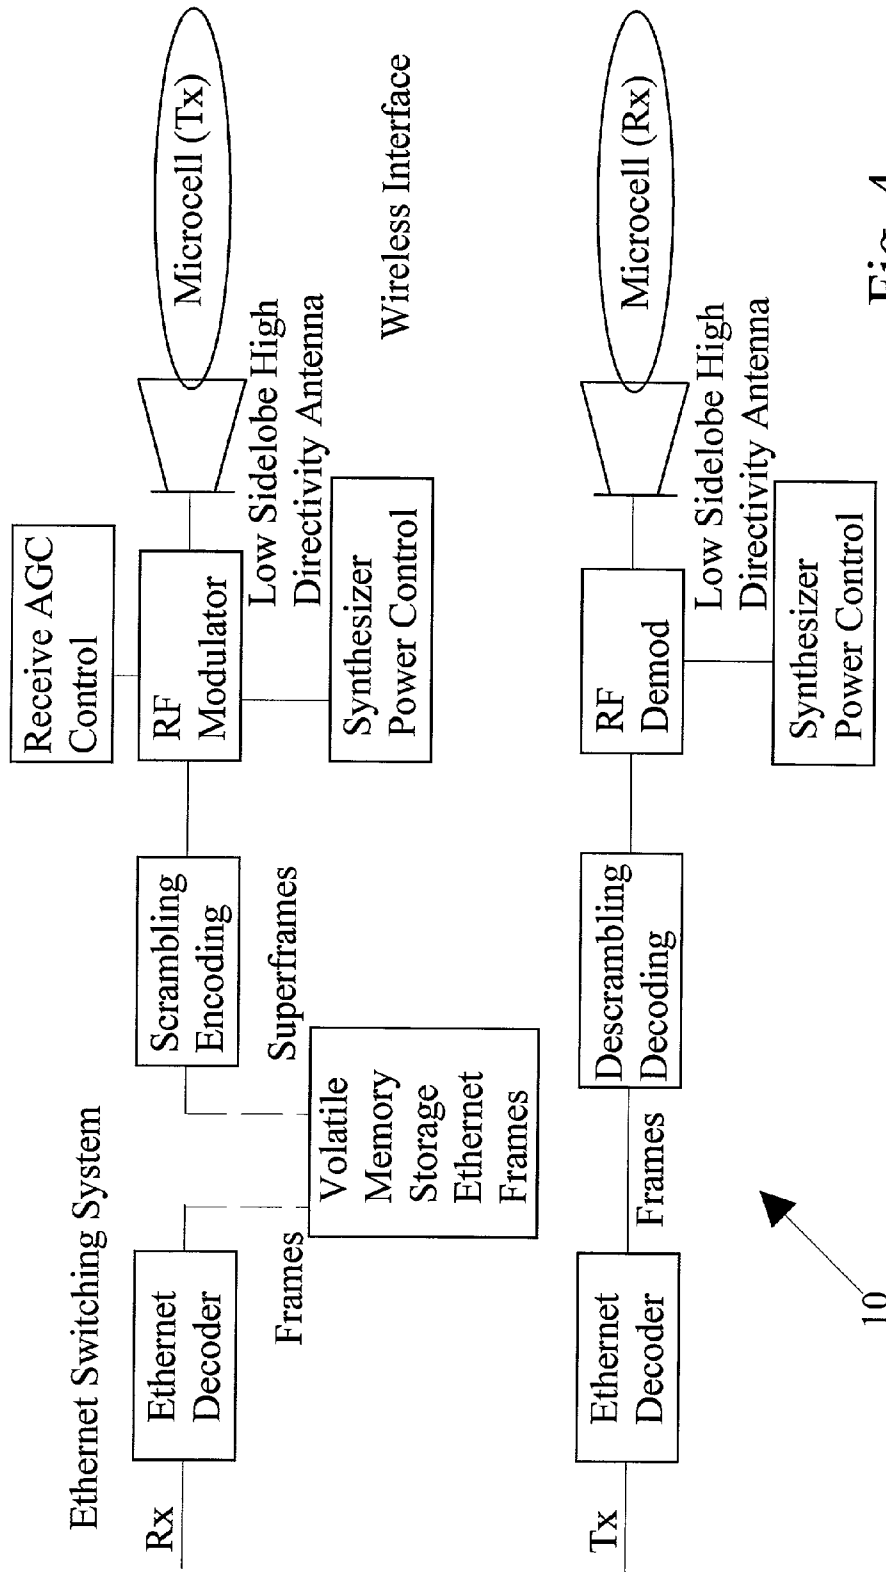 Ethernet Switching System
Rx
Ethernet
Decoder
Frames
Volatile
Memory
Storage
Ethernet
Frames
Superframes
Scrambling
Encoding
Receive AGC
Control
RF
Modulator
Synthesizer
Power Control
Low Sidelobe High
Directivity Antenna
Microcell (Tx)
Wireless Interface
Tx
Ethernet
Decoder
Frames
Descrambling
Decoding
RF
Demod
Synthesizer
Power Control
Low Sidelobe High
Directivity Antenna
Microcell (Rx)
10
Fig. 4